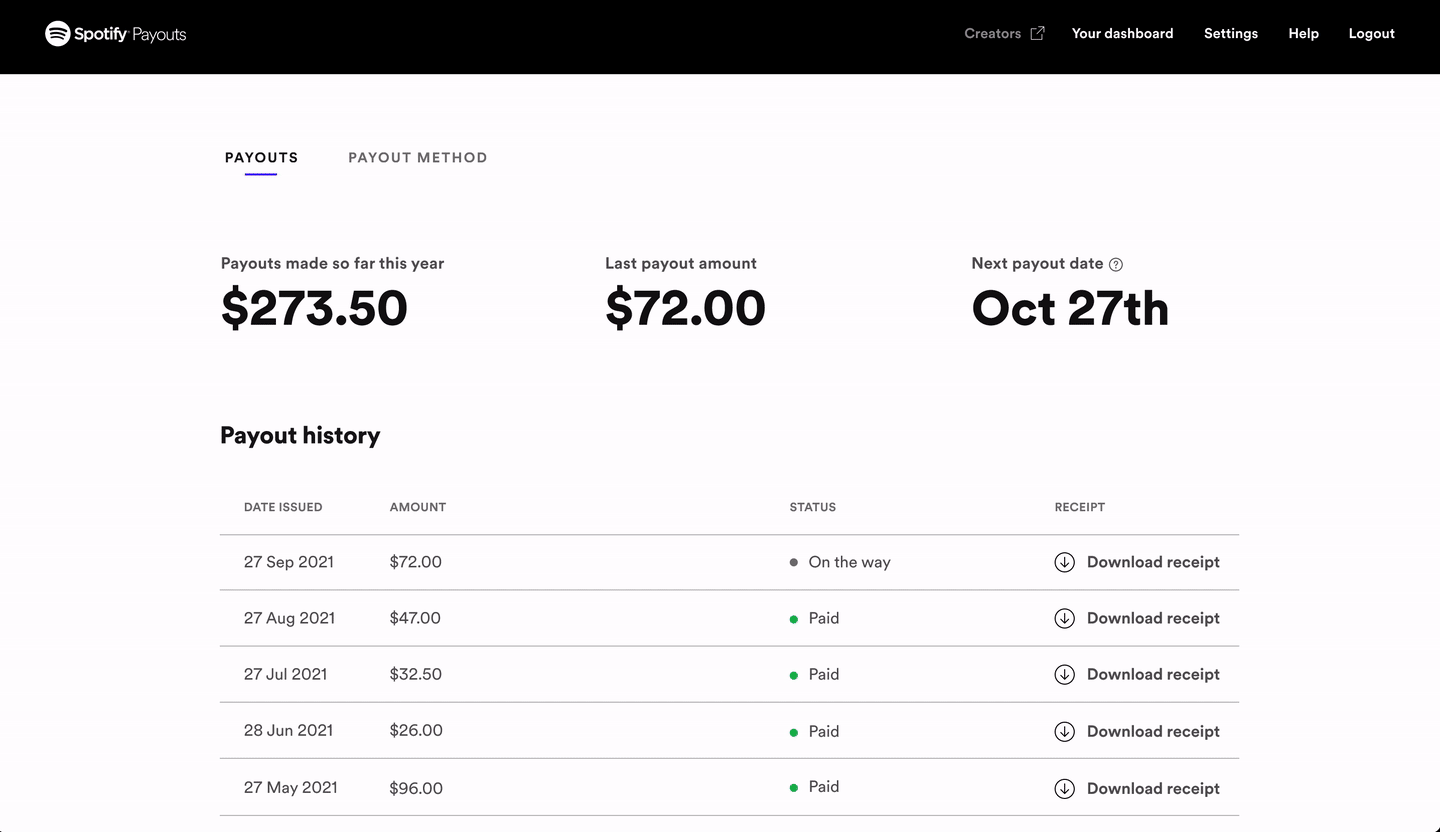 Spotify Payouts Creators Your dashboard Settings Help Logout
PAYOUTS PAYOUT METHOD
Payouts made so far this year Last payout amount Next payout date ?
$273.50 $72.00 Oct 27th
Payout history
DATE ISSUED AMOUNT STATUS RECEIPT
27 Sep 2021 $72.00 On the way Download receipt
27 Aug 2021 $47.00 Paid Download receipt
27 Jul 2021 $32.50 Paid Download receipt
28 Jun 2021 $26.00 Paid Download receipt
27 May 2021 $96.00 Paid Download receipt